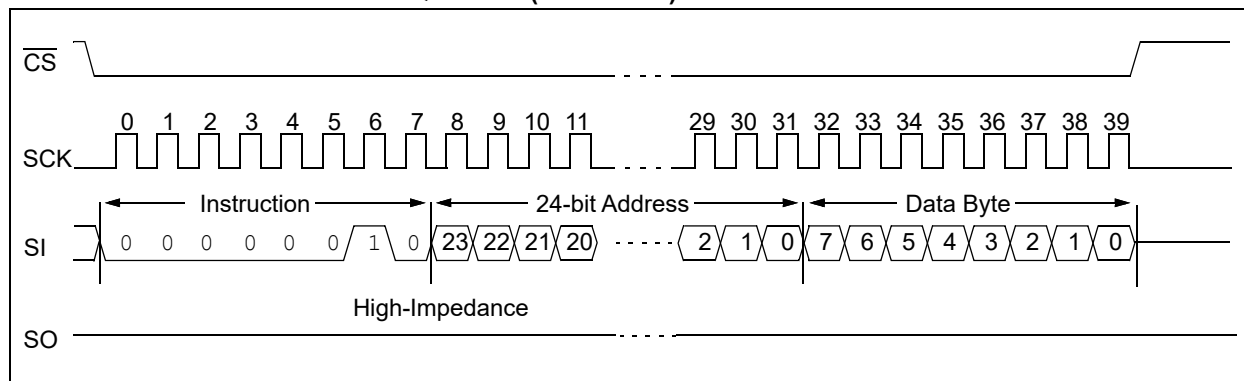 CS
0 1 2 3 4 5 6 7 8 9 10 11 29 30 31 32 33 34 35 36 37 38 39
SCK
Instruction 24-bit Address Data Byte
SI 0 0 0 0 0 0 1 0 23 22 21 20 2 1 0 7 6 5 4 3 2 1 0
High-Impedance
SO